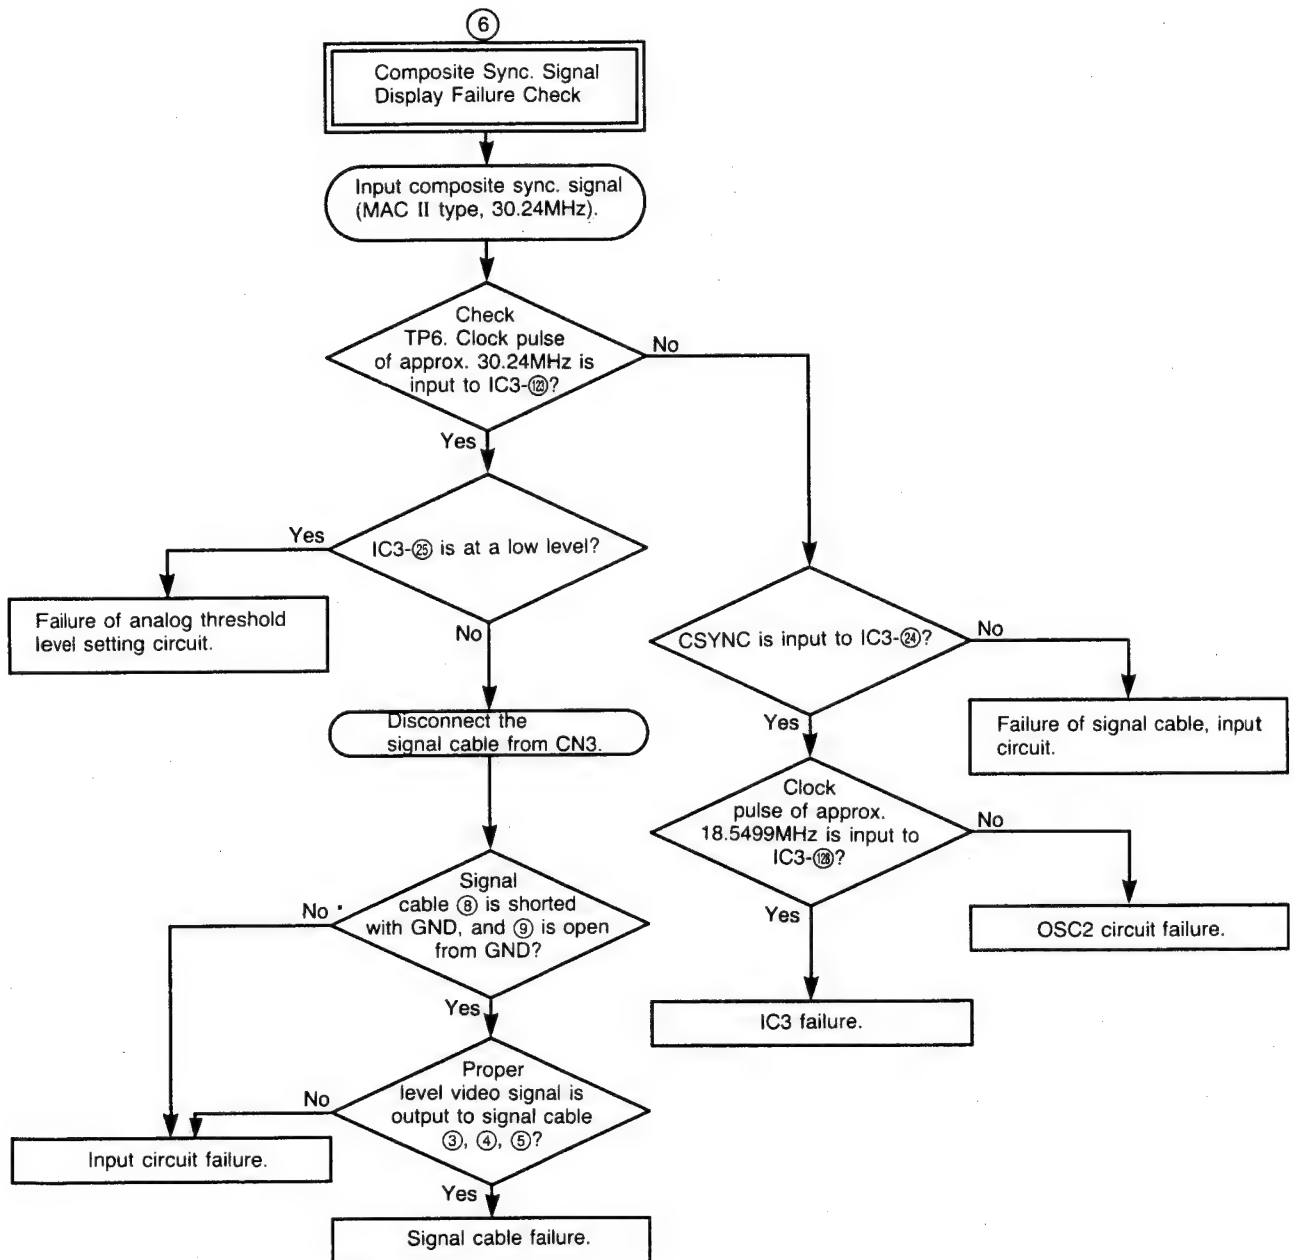 ⑥
Composite Sync. Signal
Display Failure Check
Input composite sync. signal
(MAC II type, 30.24MHz).
Check
TP6. Clock pulse
of approx. 30.24MHz is
input to IC3-⑫③?
No
Yes
Yes
IC3-㉕ is at a low level?
Failure of analog threshold
level setting circuit.
No
CSYNC is input to IC3-㉔?
No
Disconnect the
signal cable from CN3.
Yes
Failure of signal cable, input
circuit.
Clock
pulse of approx.
18.5499MHz is input to
IC3-⑫⑧?
No
Signal
cable ⑧ is shorted
with GND, and ⑨ is open
from GND?
No
Yes
OSC2 circuit failure.
Yes
IC3 failure.
Proper
level video signal is
output to signal cable
③, ④, ⑤?
No
Input circuit failure.
Yes
Signal cable failure.